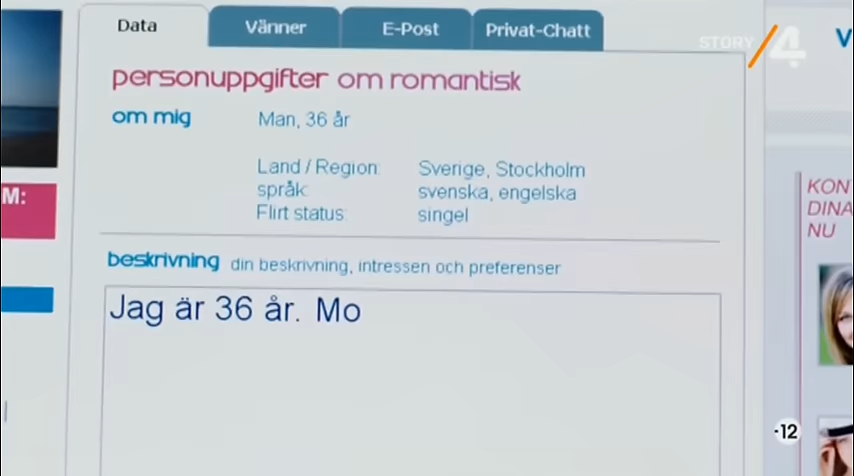 Data
Vänner
E-Post
Privat-Chatt
STORY 4
personuppgifter om romantisk
om mig
Man, 36 år
Land / Region: Sverige, Stockholm
språk: svenska, engelska
Flirt status: singel
beskrivning din beskrivning, intressen och preferenser
Jag är 36 år. Mo
M:
V
KON
DINA
NU
-12